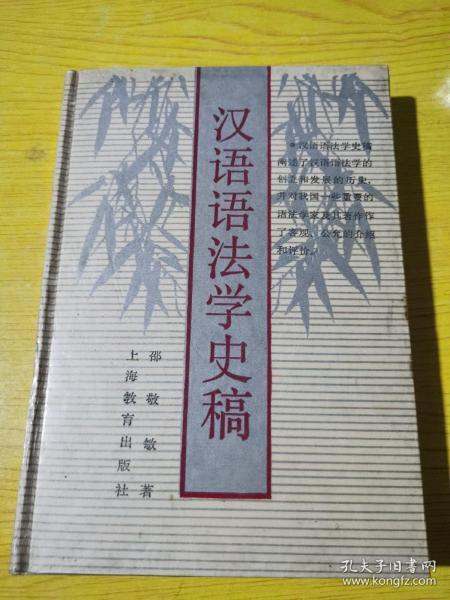 汉语语法学史稿
*汉语语法学史稿
阐述了汉语语法学的
创立和发展的历史，
并对我国一些重要的
语法学家及其著作作
了客观、公允的介绍
和评价。
邵敬敏著
上海教育出版社
孔夫子旧书网
www.kongfz.com